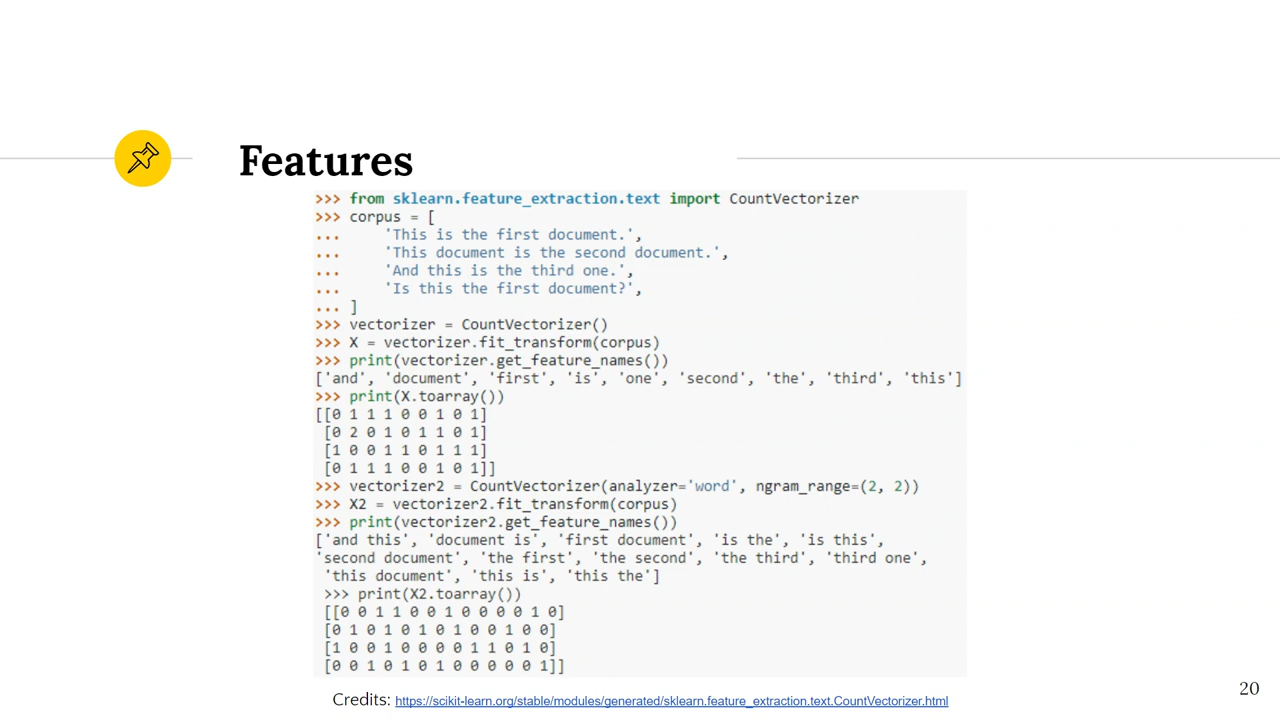 Features
>>> from sklearn.feature_extraction.text import CountVectorizer
>>> corpus = [
...     'This is the first document.',
...     'This document is the second document.',
...     'And this is the third one.',
...     'Is this the first document?',
... ]
>>> vectorizer = CountVectorizer()
>>> X = vectorizer.fit_transform(corpus)
>>> print(vectorizer.get_feature_names())
['and', 'document', 'first', 'is', 'one', 'second', 'the', 'third', 'this']
>>> print(X.toarray())
[[0 1 1 1 0 0 1 0 1]
 [0 2 0 1 0 1 1 0 1]
 [1 0 0 1 1 0 1 1 1]
 [0 1 1 1 0 0 1 0 1]]
>>> vectorizer2 = CountVectorizer(analyzer='word', ngram_range=(2, 2))
>>> X2 = vectorizer2.fit_transform(corpus)
>>> print(vectorizer2.get_feature_names())
['and this', 'document is', 'first document', 'is the', 'is this',
'second document', 'the first', 'the second', 'the third', 'third one',
 'this document', 'this is', 'this the']
 >>> print(X2.toarray())
 [[0 0 1 1 0 0 1 0 0 0 0 1 0]
 [0 1 0 1 0 1 0 1 0 0 1 0 0]
 [1 0 0 1 0 0 0 0 1 1 0 1 0]
 [0 0 1 0 1 0 1 0 0 0 0 0 1]]
Credits: https://scikit-learn.org/stable/modules/generated/sklearn.feature_extraction.text.CountVectorizer.html
20